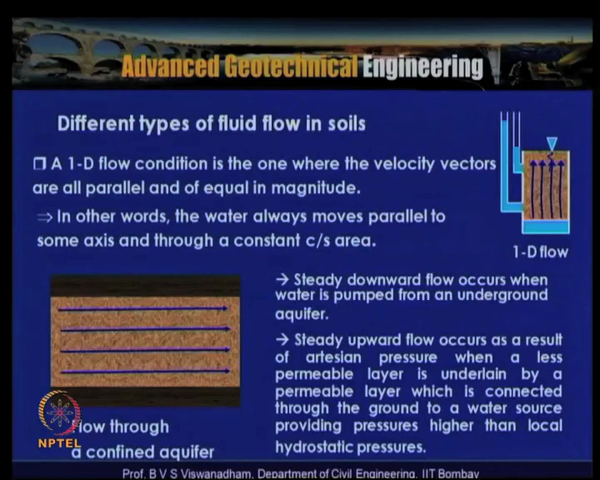 Advanced Geotechnical Engineering
Different types of fluid flow in soils
❒ A 1-D flow condition is the one where the velocity vectors
are all parallel and of equal in magnitude.
⇒ In other words, the water always moves parallel to
some axis and through a constant c/s area.
1-D flow
→ Steady downward flow occurs when
water is pumped from an underground
aquifer.
→ Steady upward flow occurs as a result
of artesian pressure when a less
permeable layer is underlain by a
permeable layer which is connected
through the ground to a water source
providing pressures higher than local
hydrostatic pressures.
Flow through
a confined aquifer
NPTEL
Prof. B V S Viswanadham, Department of Civil Engineering, IIT Bombay